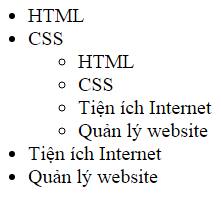 HTML
CSS
HTML
CSS
Tiện ích Internet
Quản lý website
Tiện ích Internet
Quản lý website